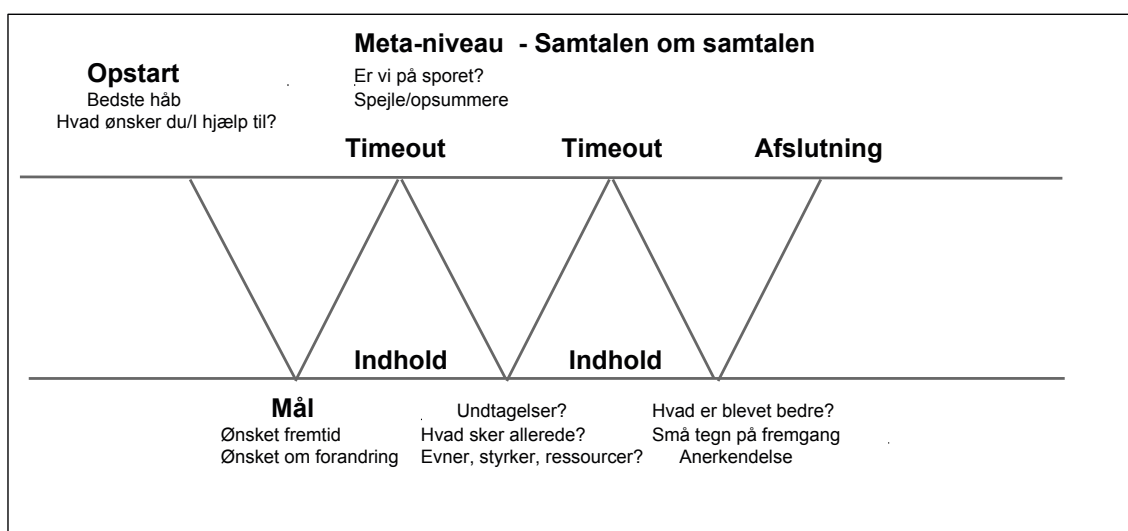 Meta-niveau - Samtalen om samtalen
Opstart
Er vi på sporet?
Bedste håb
Spejle/opsummere
Hvad ønsker du/I hjælp til?
Timeout
Timeout
Afslutning
Indhold
Indhold
Mål
Ønsket fremtid
Ønsket om forandring
Undtagelser?
Hvad sker allerede?
Evner, styrker, ressourcer?
Hvad er blevet bedre?
Små tegn på fremgang
Anerkendelse